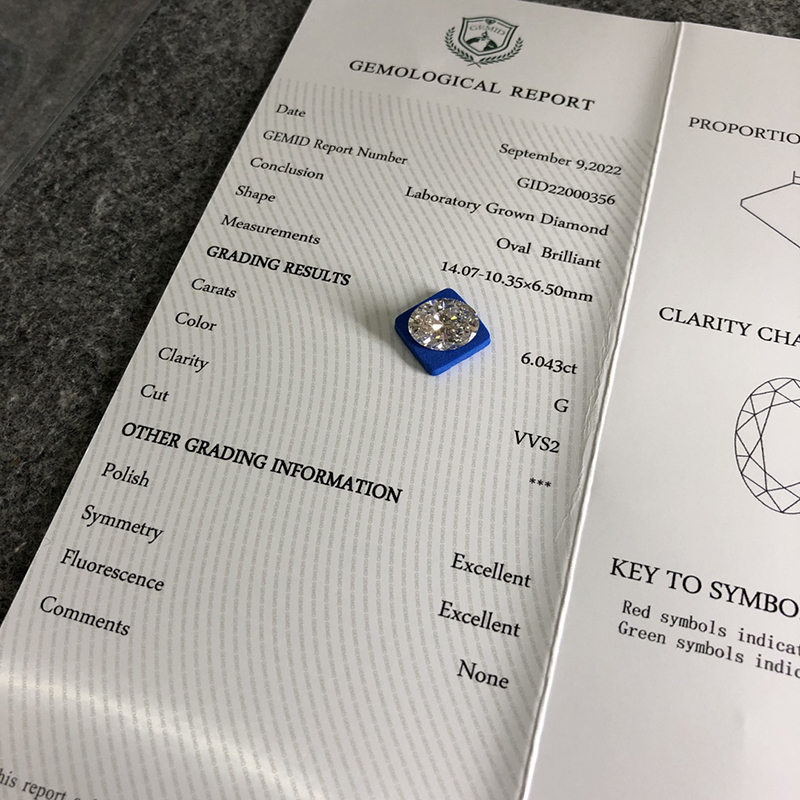 GEMID
GEMOLOGICAL REPORT
Date September 9,2022
GEMID Report Number GID22000356
Conclusion Laboratory Grown Diamond
Shape Oval Brilliant
Measurements 14.07-10.35×6.50mm
GRADING RESULTS
Carats 6.043ct
Color G
Clarity VVS2
Cut ***
OTHER GRADING INFORMATION
Polish Excellent
Symmetry Excellent
Fluorescence None
Comments
his report
PROPORTIO
CLARITY CHA
KEY TO SYMBO
Red symbols indicat
Green symbols indic